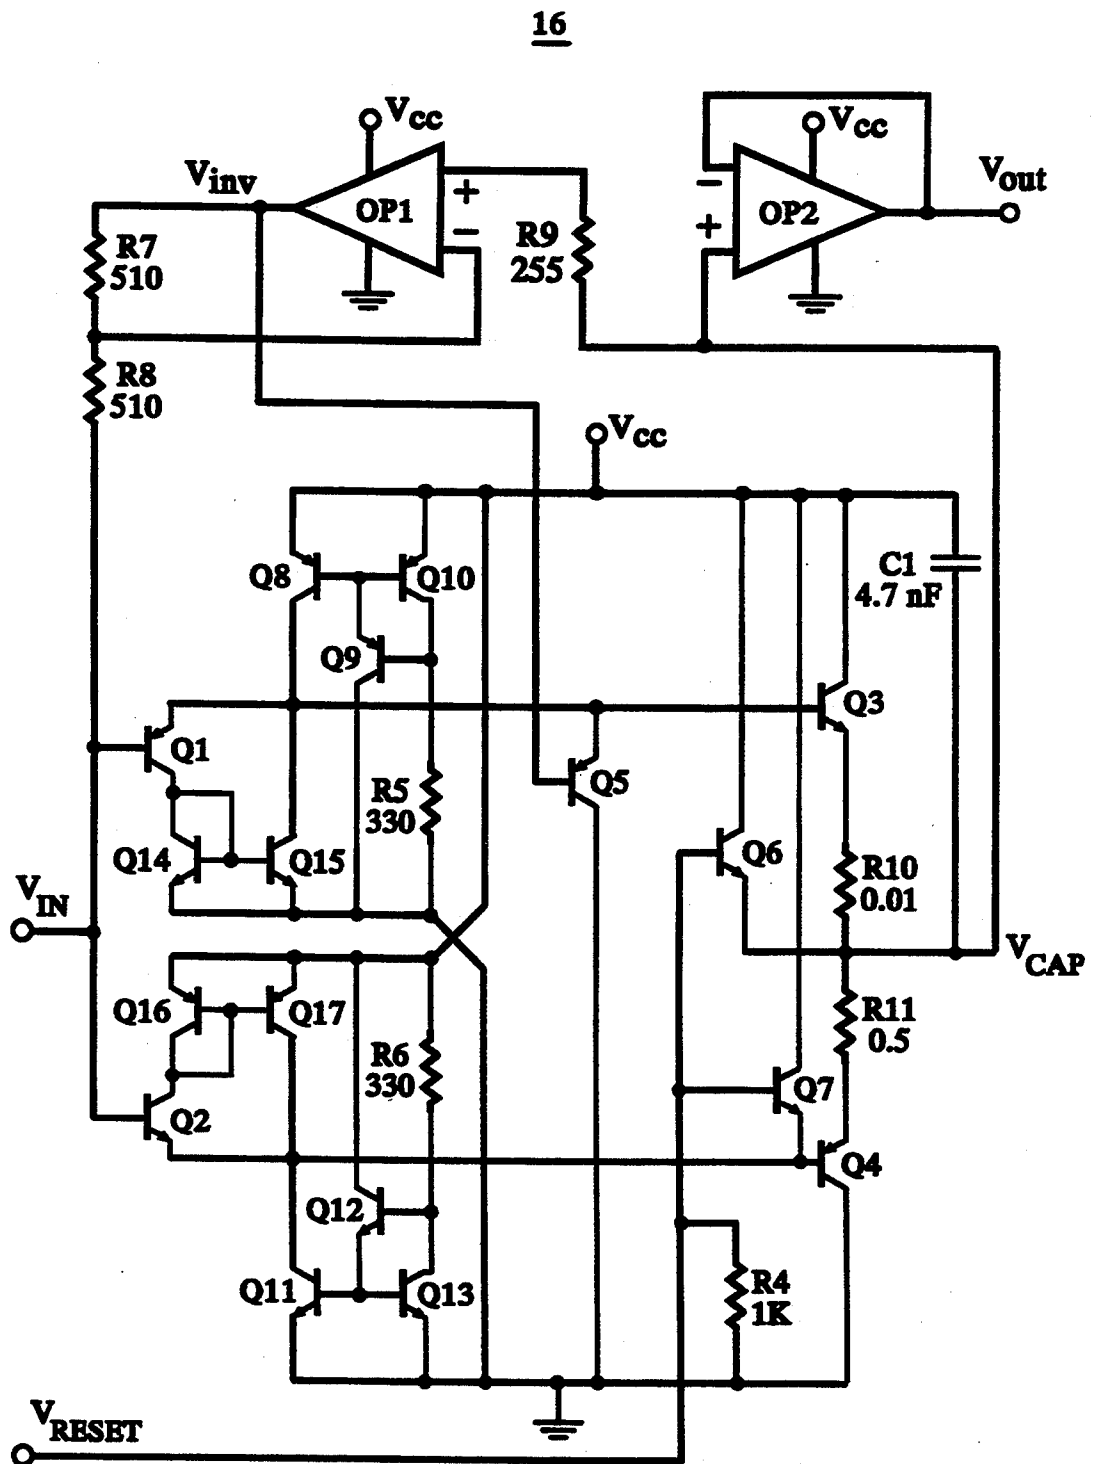 16
Vcc
Vcc
Vinv
OP1
+
−
OP2
−
+
Vout
R7
510
R9
255
R8
510
Vcc
Q8
Q10
C1
4.7 nF
Q9
Q3
Q1
R5
330
Q5
Q14
Q15
Q6
R10
0.01
VIN
VCAP
Q16
Q17
R11
0.5
R6
330
Q7
Q2
Q4
Q12
Q11
Q13
R4
1K
VRESET